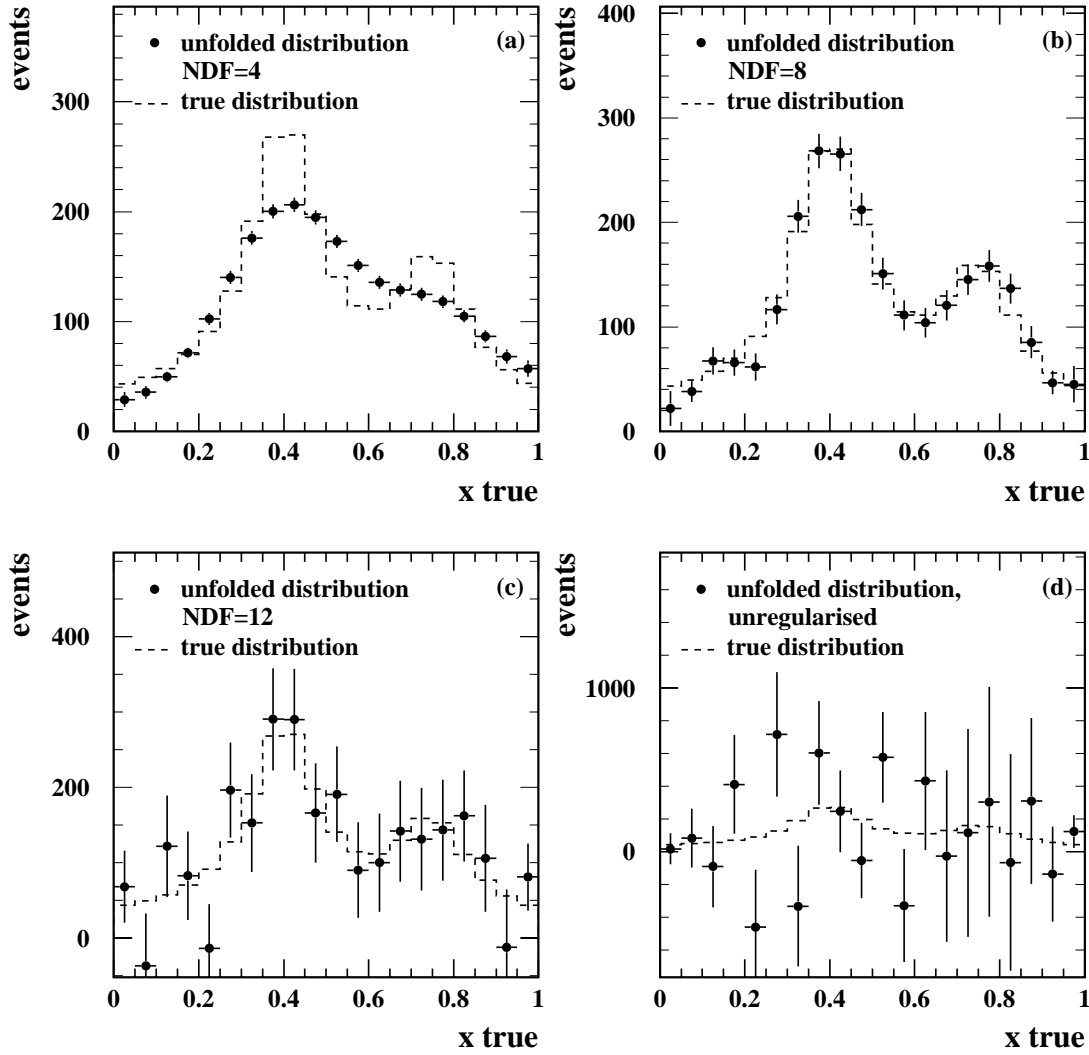 events
(a)
unfolded distribution
NDF=4
true distribution
300
200
100
0
0 0.2 0.4 0.6 0.8 1
x true
events
(b)
400
unfolded distribution
NDF=8
true distribution
300
200
100
0
0 0.2 0.4 0.6 0.8 1
x true
events
(c)
unfolded distribution
NDF=12
true distribution
400
200
0
0 0.2 0.4 0.6 0.8 1
x true
events
(d)
unfolded distribution,
unregularised
true distribution
1000
0
0 0.2 0.4 0.6 0.8 1
x true